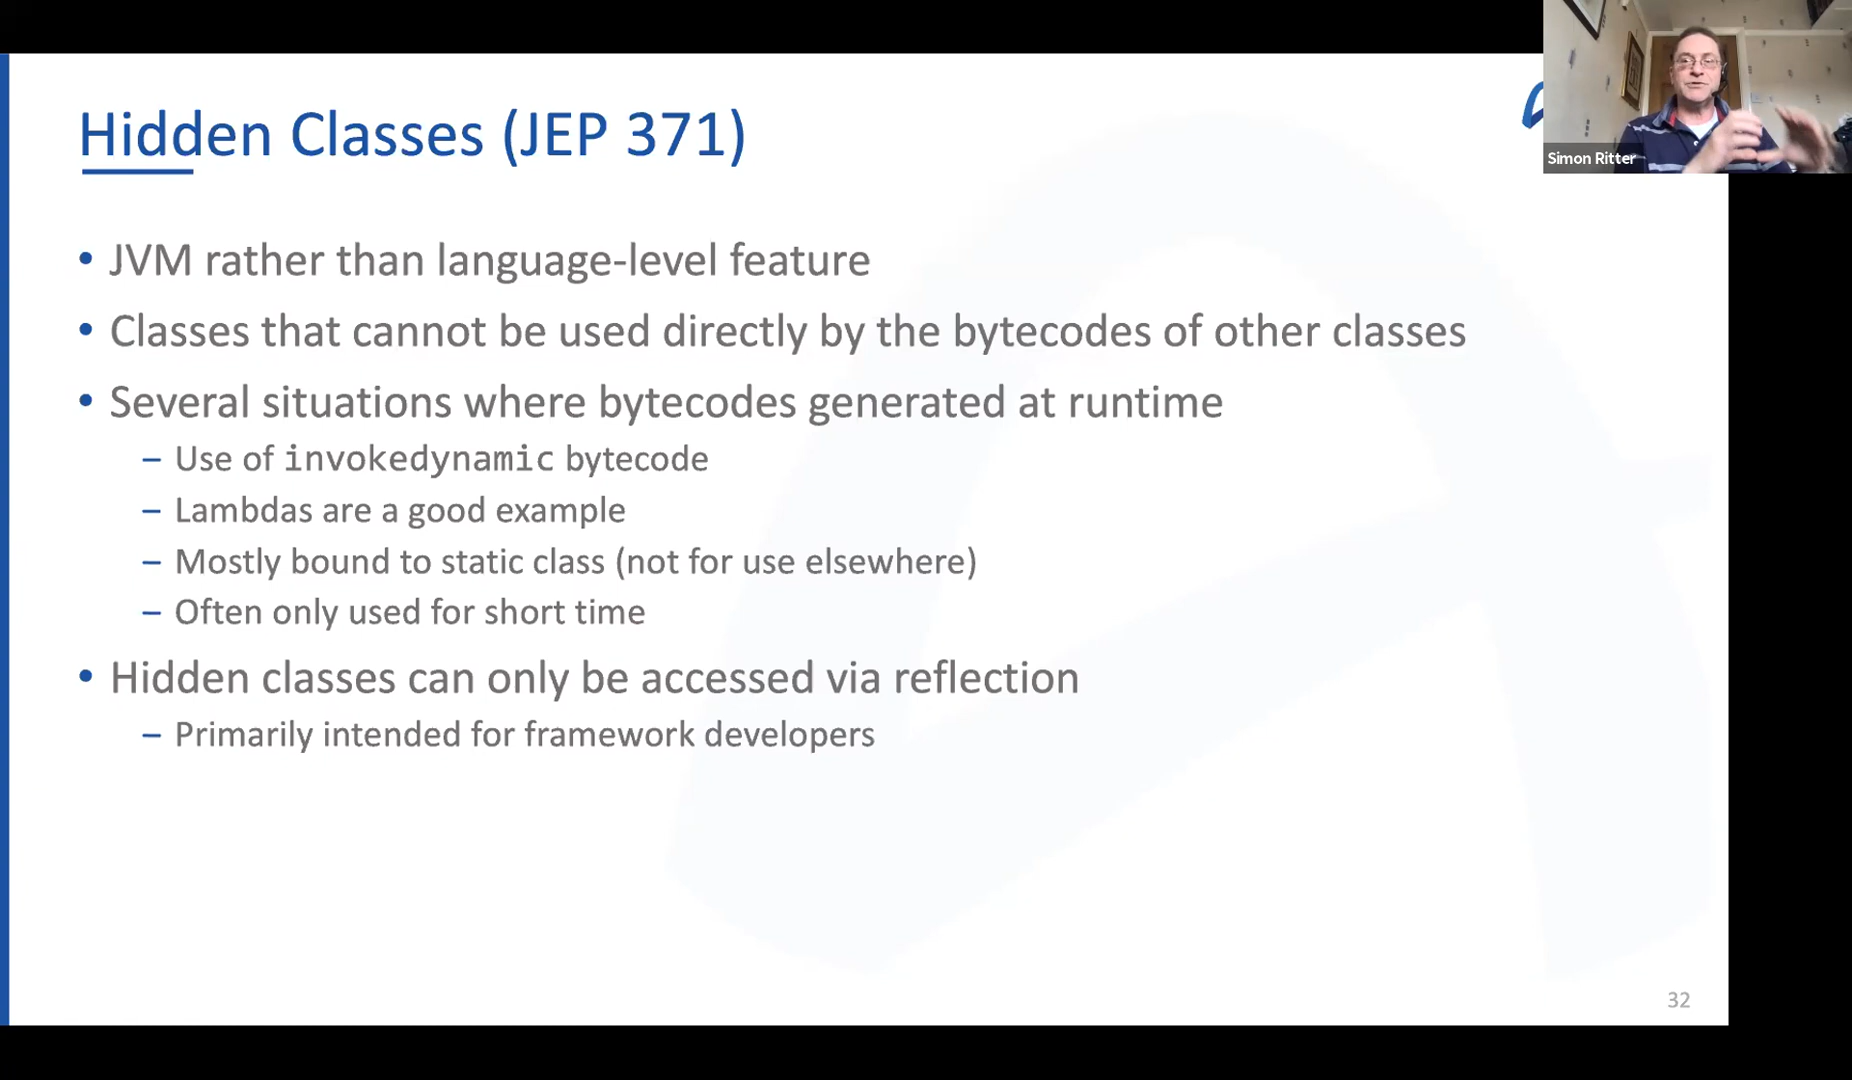 Hidden Classes (JEP 371)
Simon Ritter
• JVM rather than language-level feature
• Classes that cannot be used directly by the bytecodes of other classes
• Several situations where bytecodes generated at runtime
– Use of invokedynamic bytecode
– Lambdas are a good example
– Mostly bound to static class (not for use elsewhere)
– Often only used for short time
• Hidden classes can only be accessed via reflection
– Primarily intended for framework developers
32